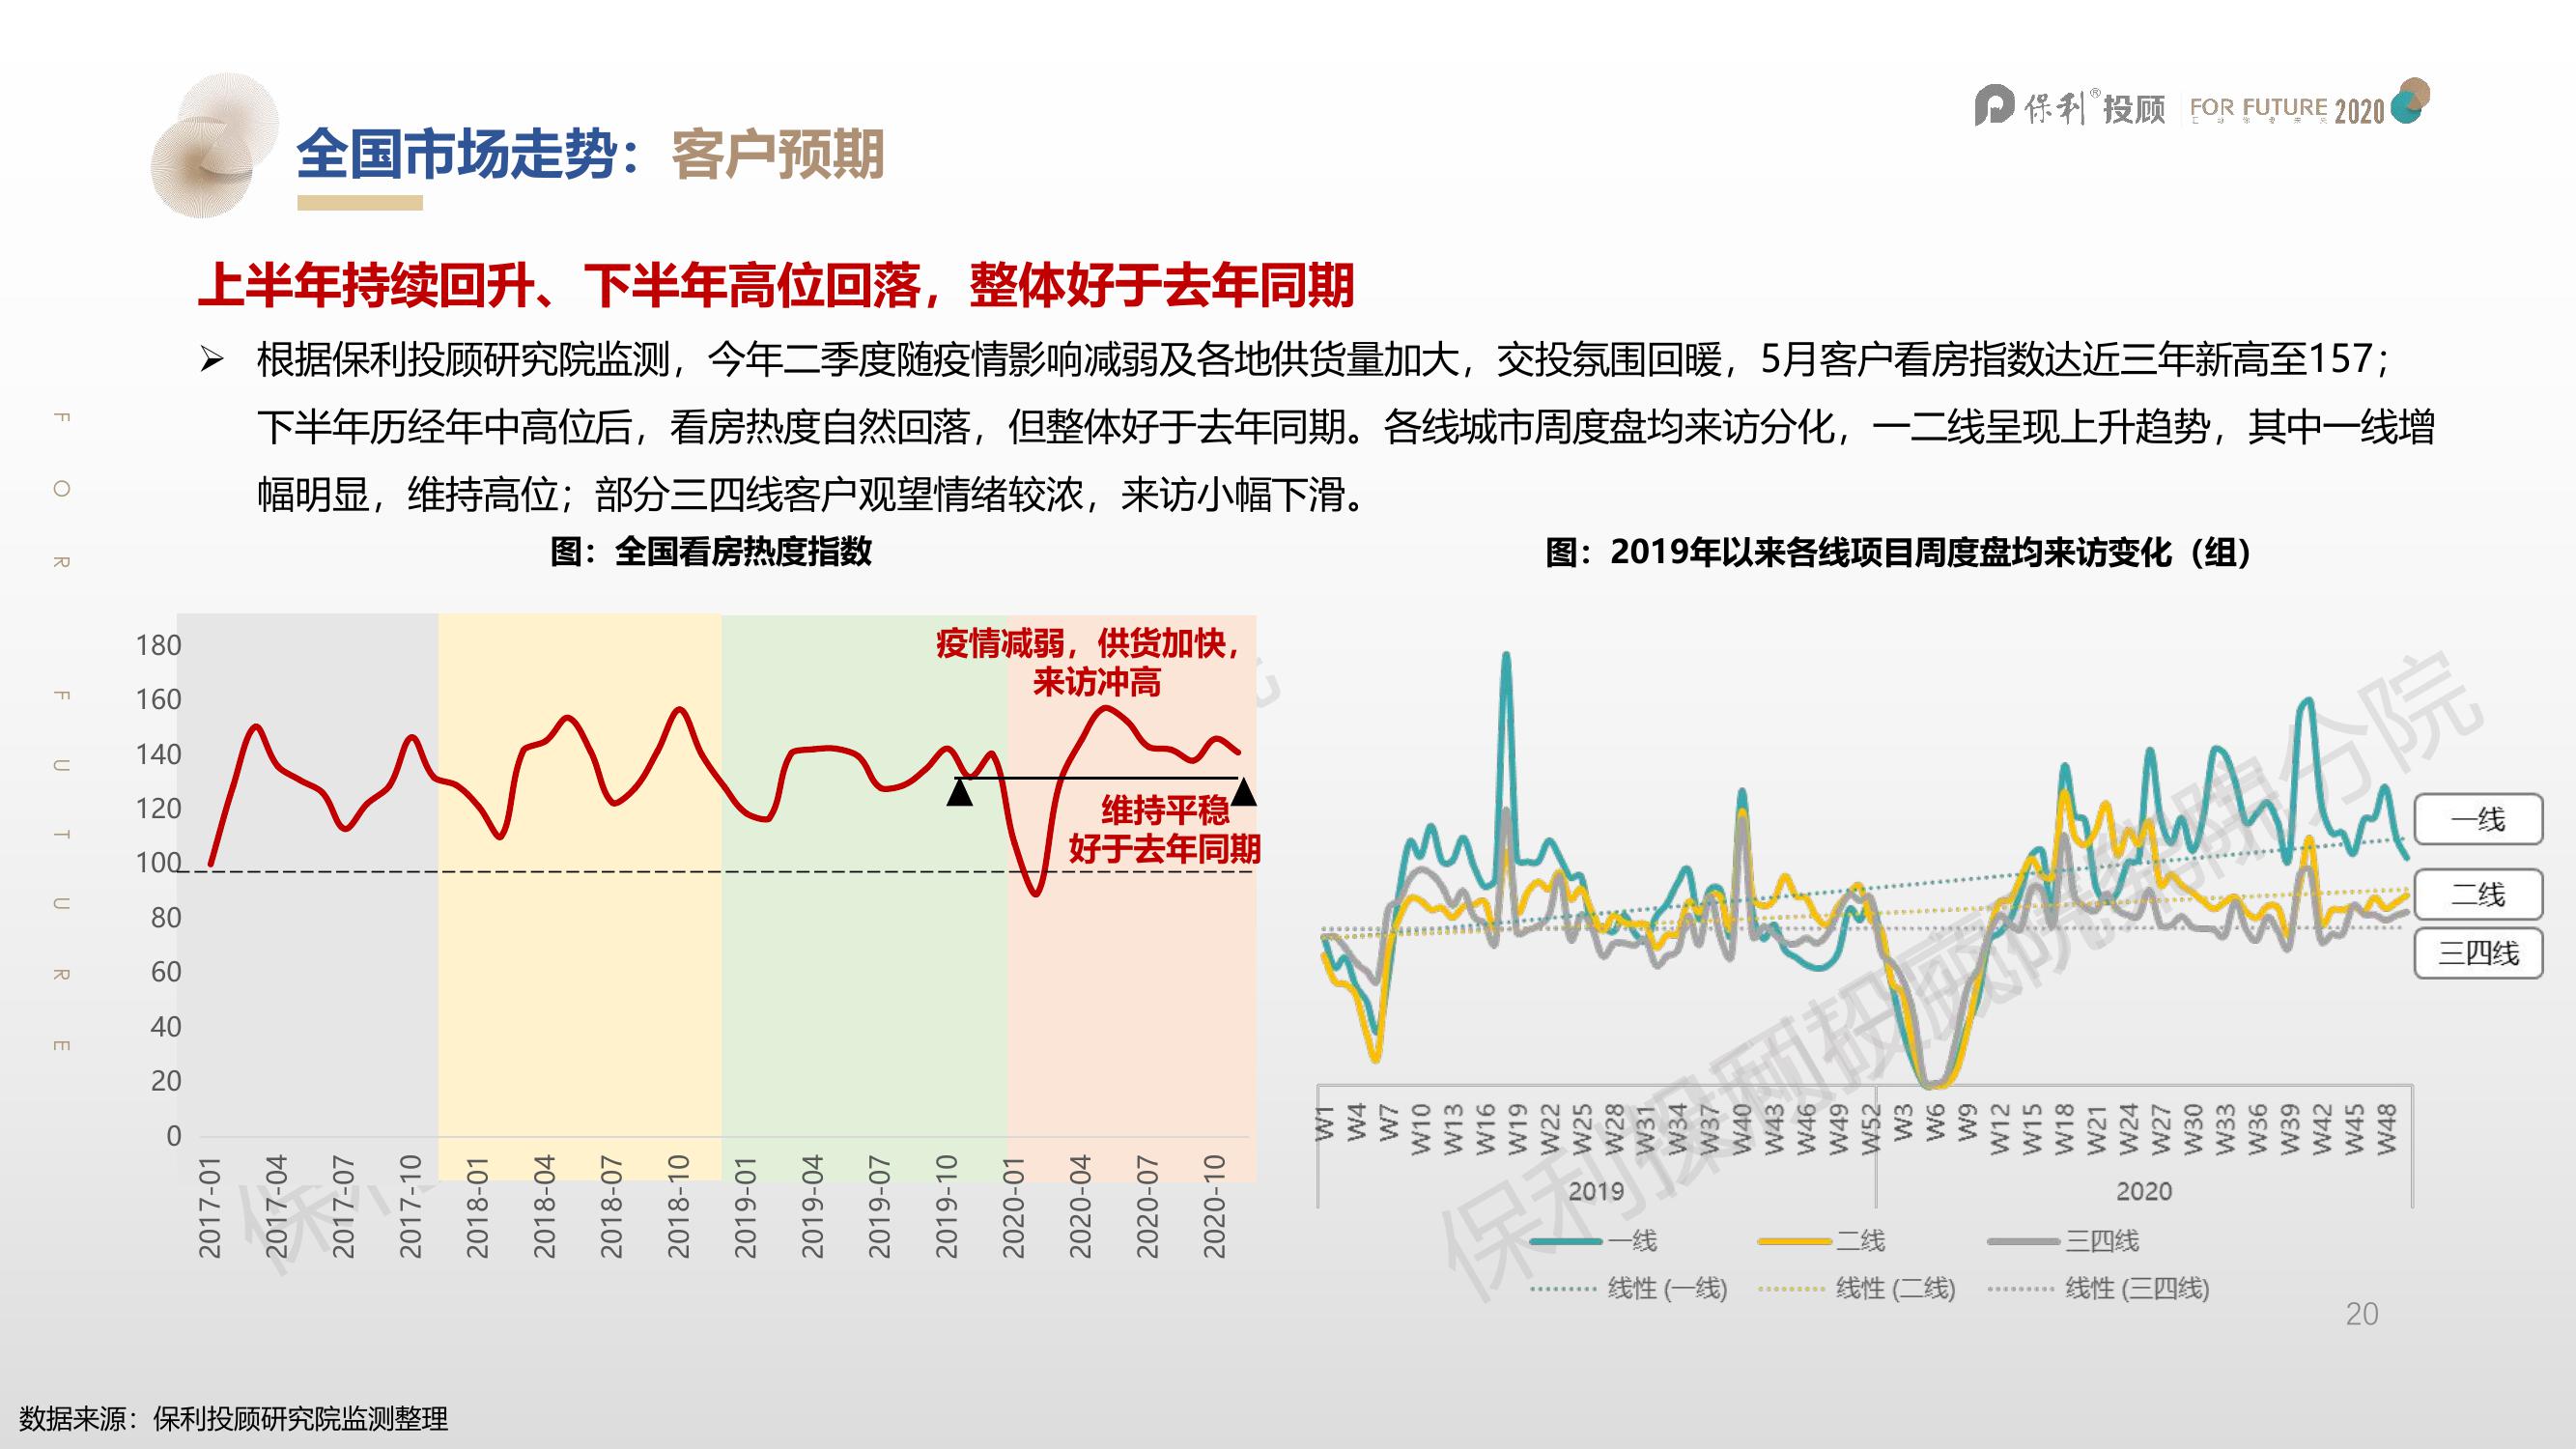 保利®投顾 FOR FUTURE 2020
全国市场走势：客户预期
上半年持续回升、下半年高位回落，整体好于去年同期
➢ 根据保利投顾研究院监测，今年二季度随疫情影响减弱及各地供货量加大，交投氛围回暖，5月客户看房指数达近三年新高至157；
下半年历经年中高位后，看房热度自然回落，但整体好于去年同期。各线城市周度盘均来访分化，一二线呈现上升趋势，其中一线增
幅明显，维持高位；部分三四线客户观望情绪较浓，来访小幅下滑。
FOR FUTURE
图：全国看房热度指数
180
160
140
120
100
80
60
40
20
0
疫情减弱，供货加快，
来访冲高
维持平稳
好于去年同期
2017-01 2017-04 2017-07 2017-10 2018-01 2018-04 2018-07 2018-10 2019-01 2019-04 2019-07 2019-10 2020-01 2020-04 2020-07 2020-10
图：2019年以来各线项目周度盘均来访变化（组）
一线
二线
三四线
W1 W4 W7 W10 W13 W16 W19 W22 W25 W28 W31 W34 W37 W40 W43 W46 W49 W52 W3 W6 W9 W12 W15 W18 W21 W24 W27 W30 W33 W36 W39 W42 W45 W48
2019 2020
一线 二线 三四线
线性 (一线) 线性 (二线) 线性 (三四线)
20
数据来源：保利投顾研究院监测整理